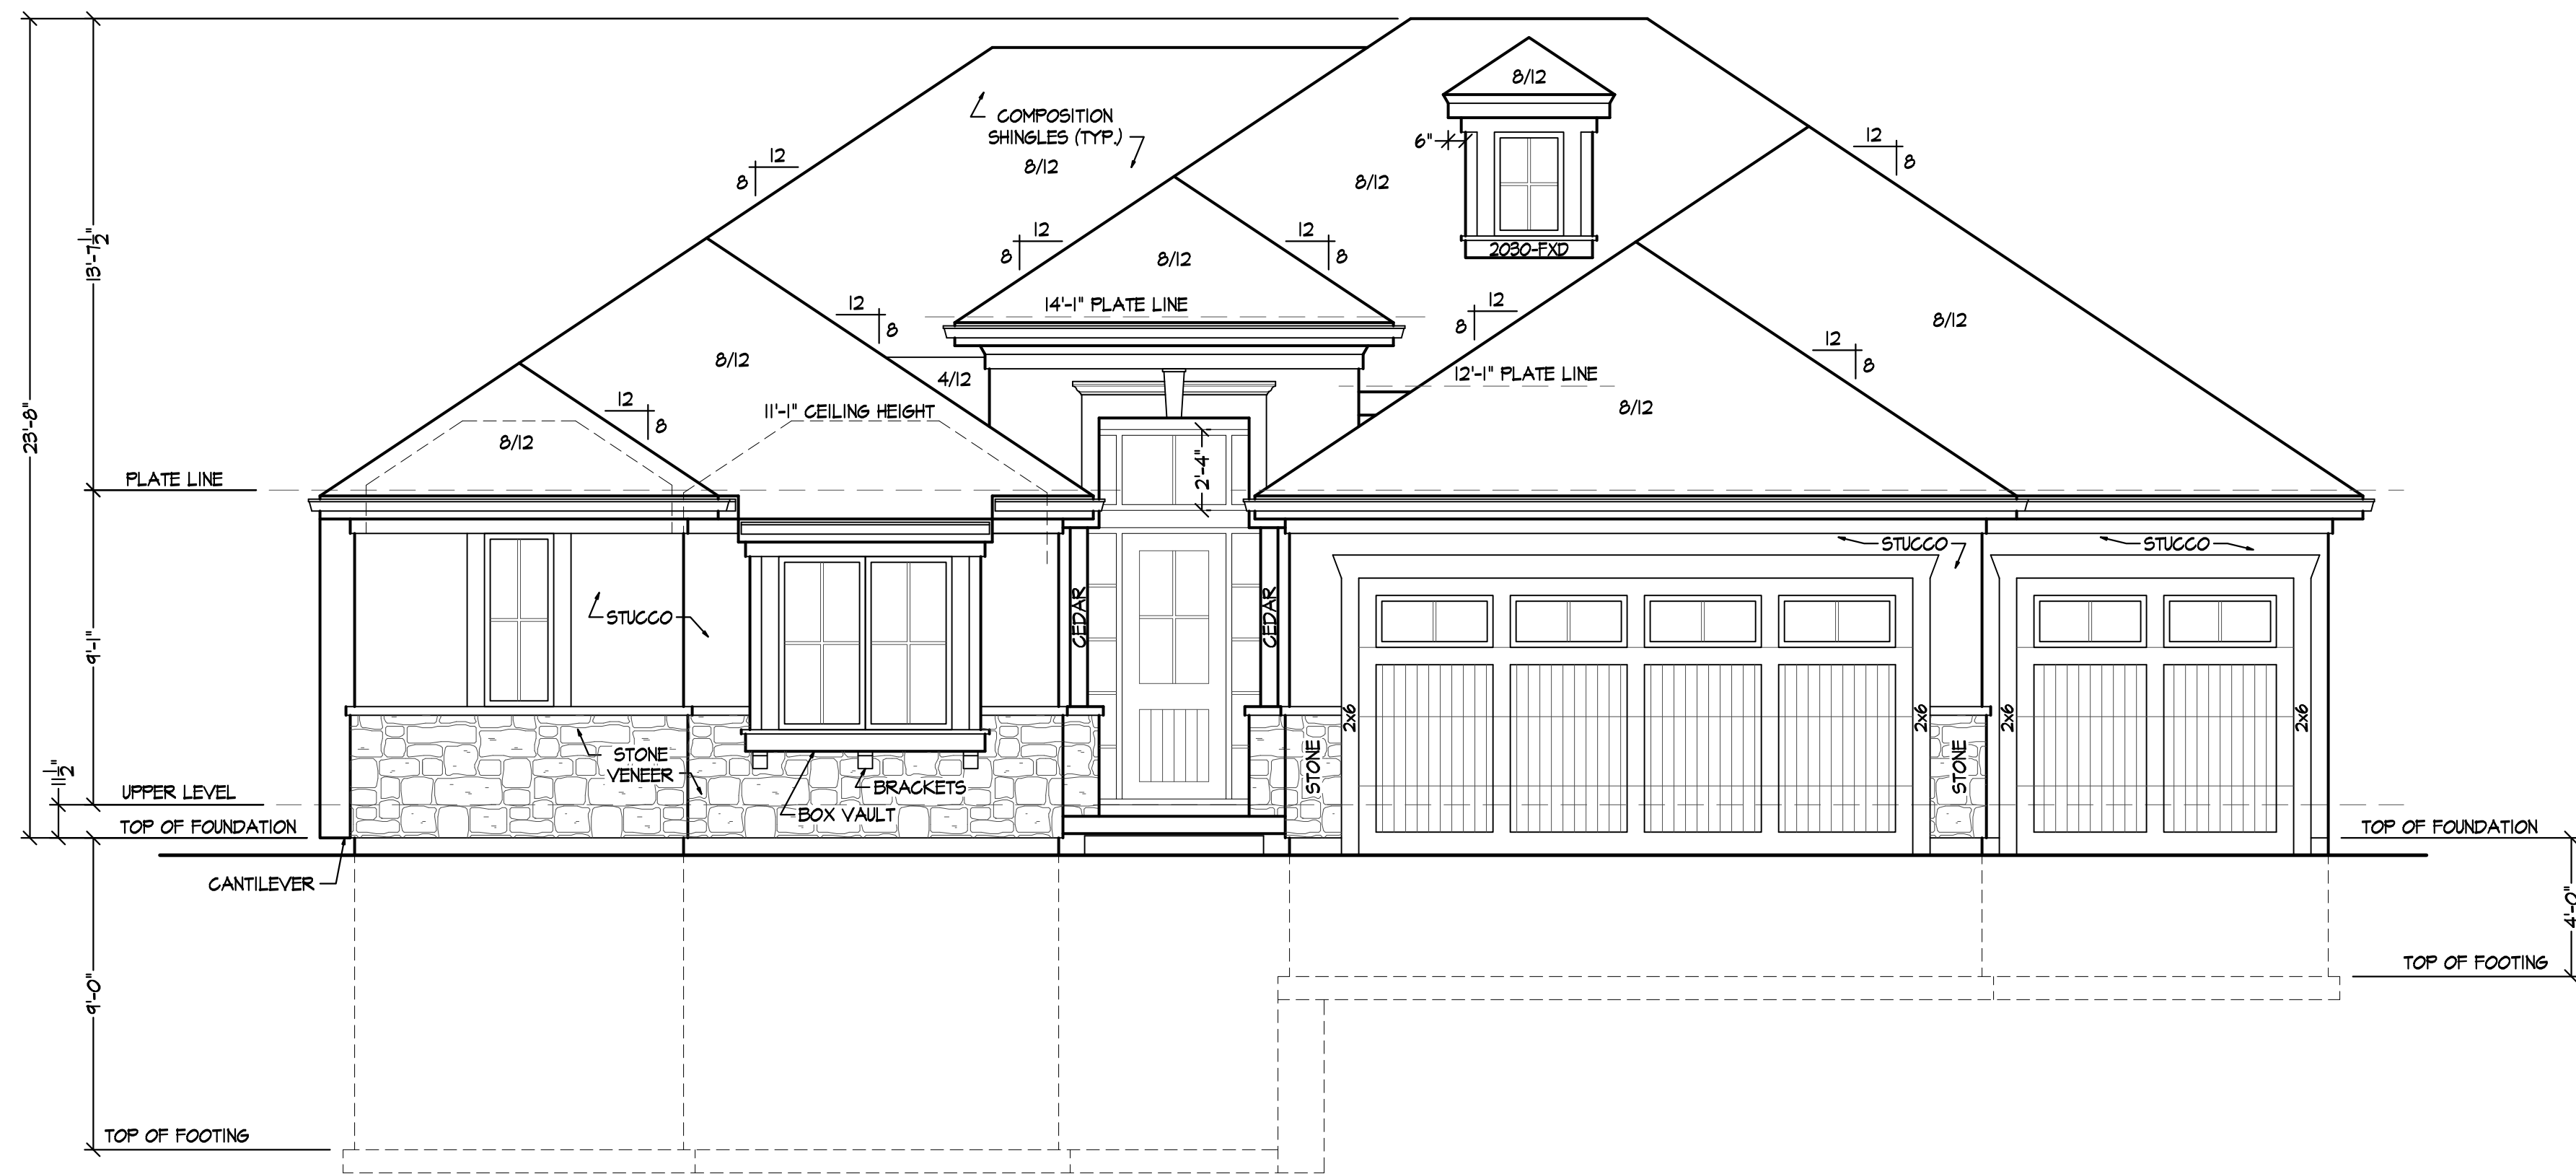 8/12
12
8
COMPOSITION
SHINGLES (TYP.)
8/12
6"
12
8
8/12
2030-FXD
12
8
12
8
8/12
13'-7 1/2"
23'-8"
14'-1" PLATE LINE
12
8
12
8
8/12
12
8
8/12
4/12
12'-1" PLATE LINE
12
8
11'-1" CEILING HEIGHT
8/12
8/12
2'-4"
PLATE LINE
STUCCO
STUCCO
9'-1"
STUCCO
CEDAR
CEDAR
2x6
2x6
2x6
2x6
STONE
VENEER
STONE
STONE
11 1/2"
UPPER LEVEL
BRACKETS
BOX VAULT
TOP OF FOUNDATION
TOP OF FOUNDATION
CANTILEVER
4'-0"
9'-0"
TOP OF FOOTING
TOP OF FOOTING